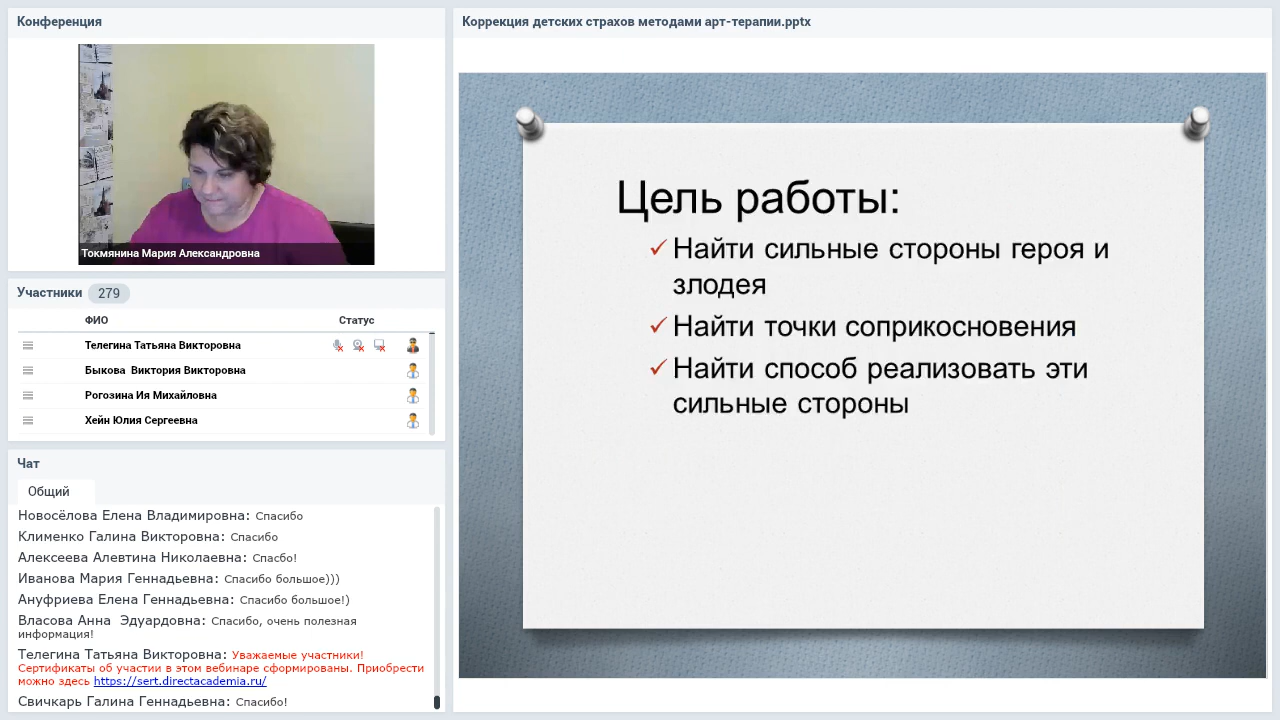 Конференция
Токмянина Мария Александровна
Участники 279
ФИО Статус
Телегина Татьяна Викторовна
Быкова Виктория Викторовна
Рогозина Ия Михайловна
Хейн Юлия Сергеевна
Чат
Общий
Новосёлова Елена Владимировна: Спасибо
Клименко Галина Викторовна: Спасибо
Алексеева Алевтина Николаевна: Спасбо!
Иванова Мария Геннадьевна: Спасибо большое)))
Ануфриева Елена Геннадьевна: Спасибо большое!)
Власова Анна Эдуардовна: Спасибо, очень полезная
информация!
Телегина Татьяна Викторовна: Уважаемые участники!
Сертификаты об участии в этом вебинаре сформированы. Приобрести
можно здесь https://sert.directacademia.ru/
Свичкарь Галина Геннадьевна: Спасибо!
Коррекция детских страхов методами арт-терапии.pptx
Цель работы:
Найти сильные стороны героя и
злодея
Найти точки соприкосновения
Найти способ реализовать эти
сильные стороны